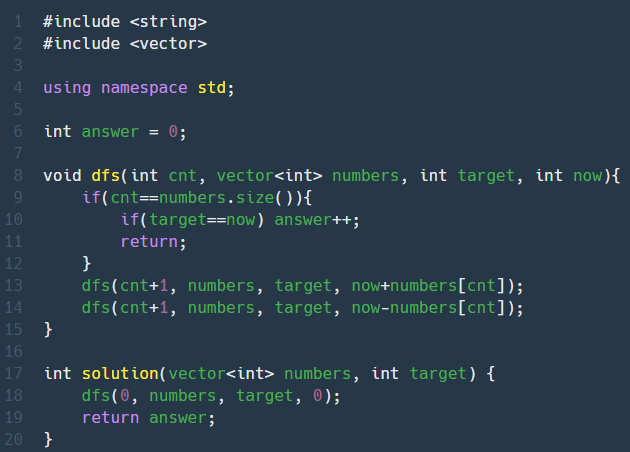 1 #include <string>
2 #include <vector>
3
4 using namespace std;
5
6 int answer = 0;
7
8 void dfs(int cnt, vector<int> numbers, int target, int now){
9     if(cnt==numbers.size()){
10         if(target==now) answer++;
11         return;
12     }
13     dfs(cnt+1, numbers, target, now+numbers[cnt]);
14     dfs(cnt+1, numbers, target, now-numbers[cnt]);
15 }
16
17 int solution(vector<int> numbers, int target) {
18     dfs(0, numbers, target, 0);
19     return answer;
20 }